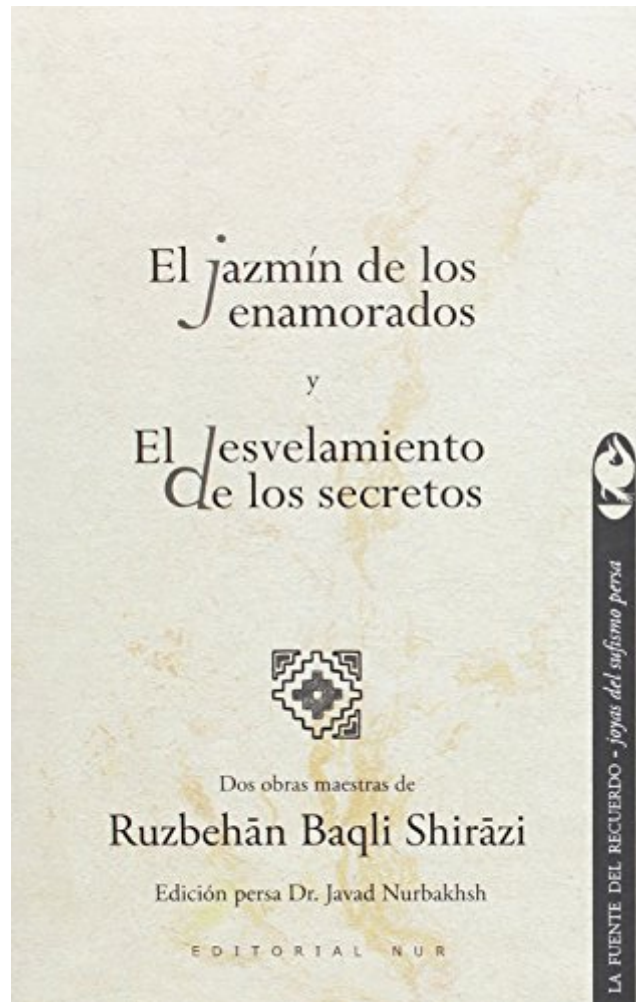 El jazmín de los
enamorados
y
El desvelamiento
de los secretos
Dos obras maestras de
Ruzbehān Baqli Shirāzi
Edición persa Dr. Javad Nurbakhsh
EDITORIAL NUR
LA FUENTE DEL RECUERDO - joyas del sufismo persa